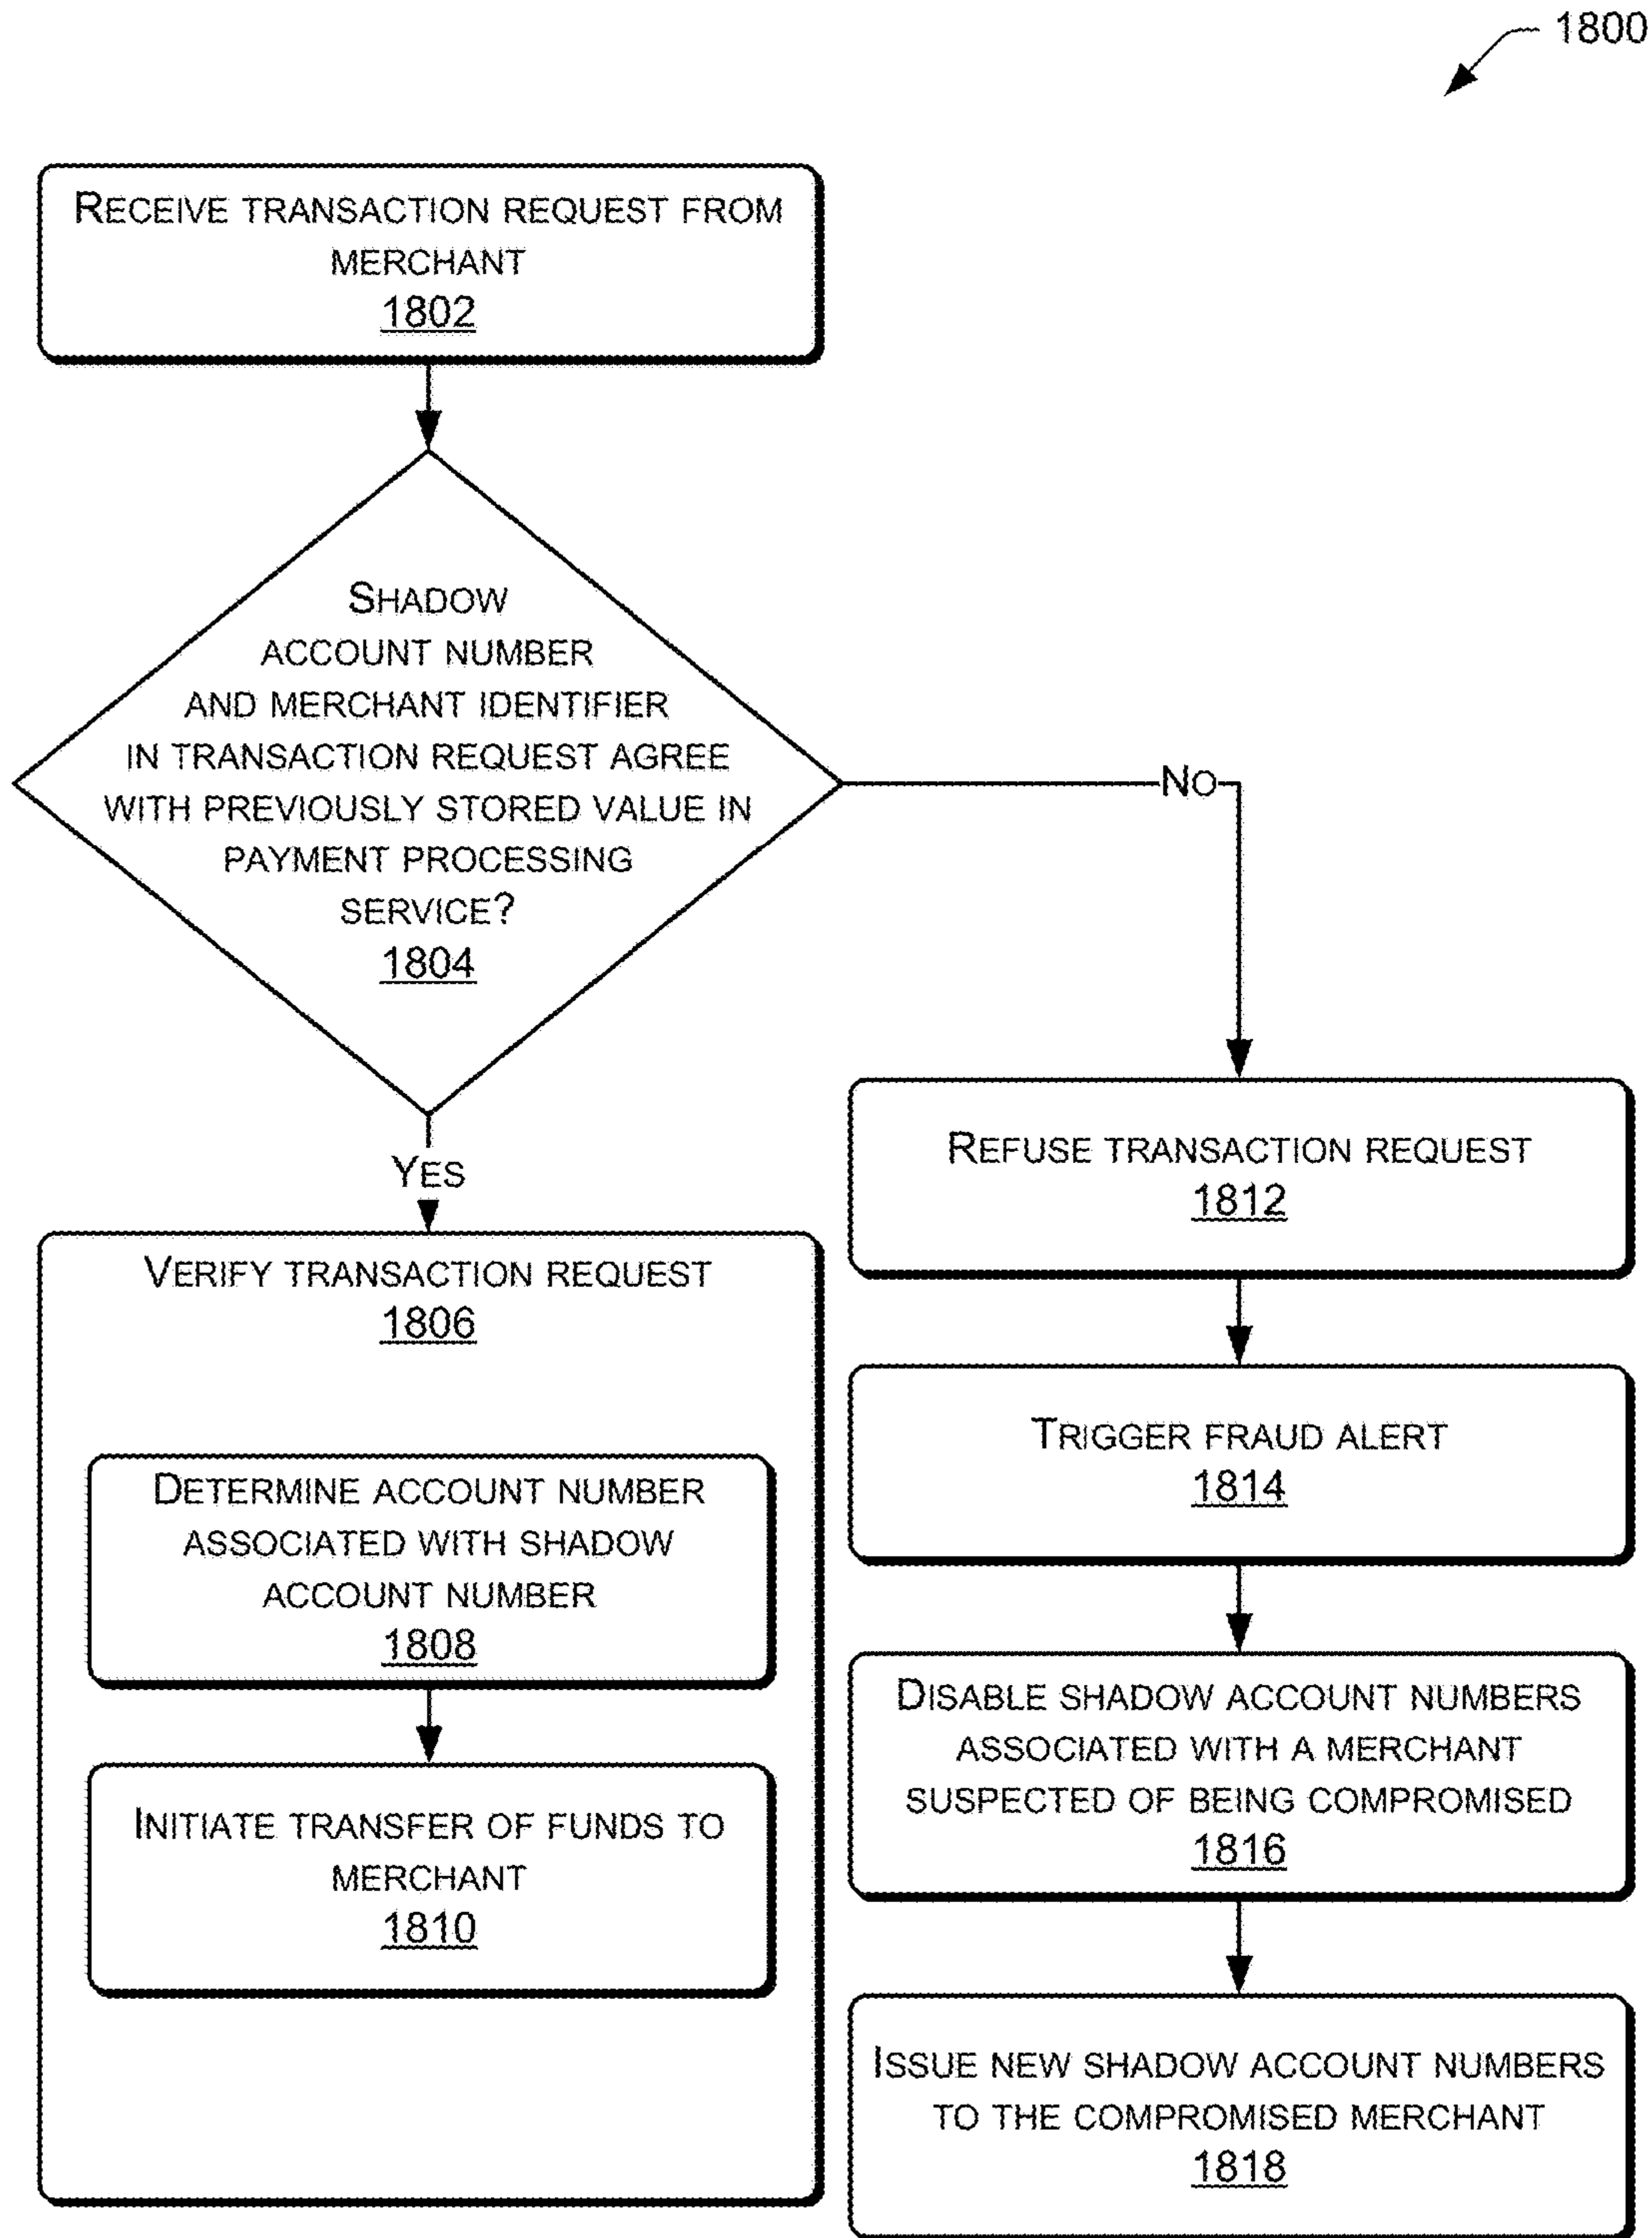 1800
RECEIVE TRANSACTION REQUEST FROM
MERCHANT
1802
SHADOW
ACCOUNT NUMBER
AND MERCHANT IDENTIFIER
IN TRANSACTION REQUEST AGREE
WITH PREVIOUSLY STORED VALUE IN
PAYMENT PROCESSING
SERVICE?
1804
NO
YES
VERIFY TRANSACTION REQUEST
1806
DETERMINE ACCOUNT NUMBER
ASSOCIATED WITH SHADOW
ACCOUNT NUMBER
1808
INITIATE TRANSFER OF FUNDS TO
MERCHANT
1810
REFUSE TRANSACTION REQUEST
1812
TRIGGER FRAUD ALERT
1814
DISABLE SHADOW ACCOUNT NUMBERS
ASSOCIATED WITH A MERCHANT
SUSPECTED OF BEING COMPROMISED
1816
ISSUE NEW SHADOW ACCOUNT NUMBERS
TO THE COMPROMISED MERCHANT
1818